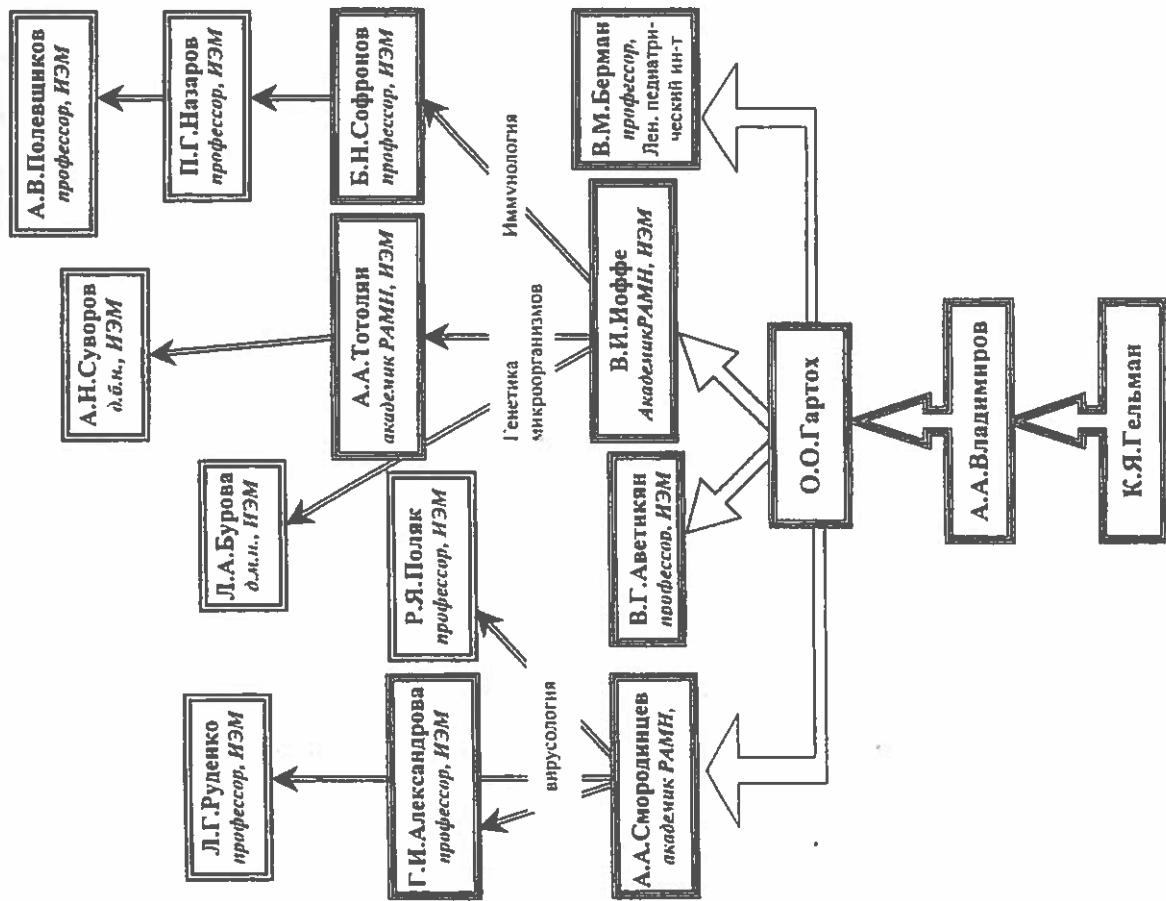 А.В.Полевщиков
профессор, ИЭМ
А.Н.Суворов
д.б.н., ИЭМ
П.Г.Назаров
профессор, ИЭМ
Л.Г.Руденко
профессор, ИЭМ
Л.А.Бурова
д.м.н., ИЭМ
Б.Н.Софронов
профессор, ИЭМ
А.А.Тотолян
академик РАМН, ИЭМ
Р.Я.Поляк
профессор, ИЭМ
Г.И.Александрова
профессор, ИЭМ
вирусология
Генетика
микроорганизмов
Иммунология
А.А.Смородинцев
академик РАМН,
В.Г.Аветикян
профессор, ИЭМ
В.И.Иоффе
АкадемикРАМН, ИЭМ
В.М.Берман
профессор,
Лен. педиатри-
ческий ин-т
О.О.Гартох
А.А.Владимиров
К.Я.Гельман